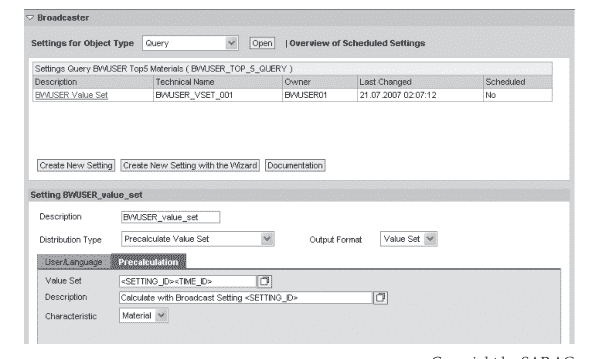 Broadcaster
Settings for Object Type Query Open | Overview of Scheduled Settings
Settings Query BWUSER Top5 Materials ( BWUSER_TOP_5_QUERY )
Description Technical Name Owner Last Changed Scheduled
BWUSER Value Set BWUSER_VSET_001 BWUSER01 21.07.2007 02:07:12 No
Create New Setting Create New Setting with the Wizard Documentation
Setting BWUSER_value_set
Description BWUSER_value_set
Distribution Type Precalculate Value Set Output Format Value Set
User/Language Precalculation
Value Set <SETTING_ID><TIME_ID>
Description Calculate with Broadcast Setting <SETTING_ID>
Characteristic Material